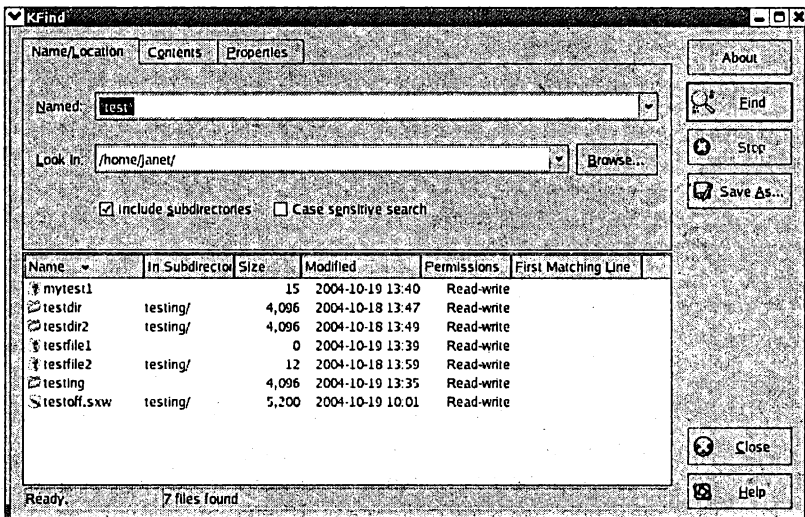 KFind
Name/Location Contents Properties
About
Named: test
Find
Look In: /home/janet/ Browse...
Stop
Include subdirectories Case sensitive search
Save As...
Name In Subdirector Size Modified Permissions First Matching Line
mytest1 15 2004-10-19 13:40 Read-write
testdir testing/ 4,096 2004-10-18 13:47 Read-write
testdir2 testing/ 4,096 2004-10-18 13:49 Read-write
testfile1 0 2004-10-19 13:39 Read-write
testfile2 testing/ 12 2004-10-18 13:59 Read-write
testing 4,096 2004-10-19 13:35 Read-write
testoff.sxw testing/ 5,200 2004-10-19 10:01 Read-write
Close
Help
Ready. 7 files found